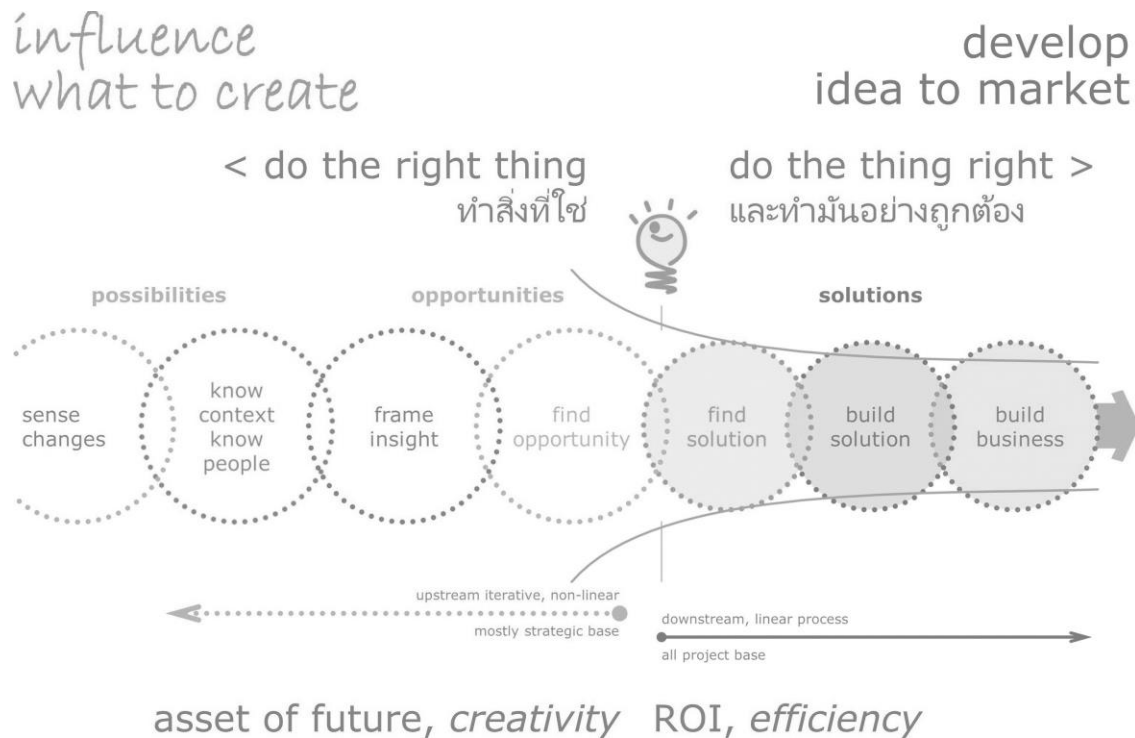 influence
what to create
develop
idea to market
< do the right thing
ทำสิ่งที่ใช่
do the thing right >
และทำมันอย่างถูกต้อง
possibilities
opportunities
solutions
sense
changes
know
context
know
people
frame
insight
find
opportunity
find
solution
build
solution
build
business
upstream iterative, non-linear
mostly strategic base
downstream, linear process
all project base
asset of future, creativity
ROI, efficiency